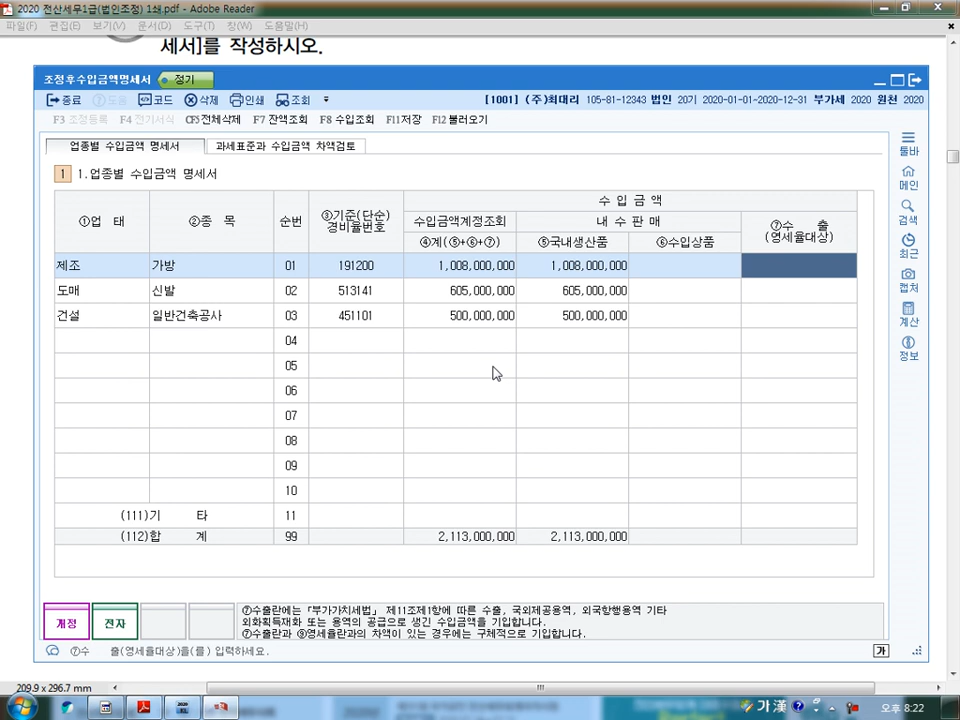 2020 전산세무1급(법인조정) 1쇄.pdf - Adobe Reader
파일(F) 편집(E) 보기(V) 문서(D) 도구(T) 창(W) 도움말(H)
세서]를 작성하시오.
조정후수입금액명세서 정기
종료 도움 코드 삭제 인쇄 조회 [1001] (주)최대리 105-81-12343 법인 20기 2020-01-01-2020-12-31 부가세 2020 원천 2020
F3 조정등록 F4 전기서식 CF5전체삭제 F7 잔액조회 F8 수입조회 F11저장 F12 불러오기
업종별 수입금액 명세서 과세표준과 수입금액 차액검토
1 1.업종별 수입금액 명세서
수 입 금 액
①업 태 ②종 목 순번 ③기준(단순) 경비율번호 수입금액계정조회 내 수 판 매 ⑦수 출 (영세율대상)
④계(⑤+⑥+⑦) ⑤국내생산품 ⑥수입상품
제조 가방 01 191200 1,008,000,000 1,008,000,000
도매 신발 02 513141 605,000,000 605,000,000
건설 일반건축공사 03 451101 500,000,000 500,000,000
04
05
06
07
08
09
10
(111)기 타 11
(112)합 계 99 2,113,000,000 2,113,000,000
툴바
메인
검색
최근
캡처
계산
정보
개정 전자
⑦수출란에는 「부가가치세법」 제11조제1항에 따른 수출, 국외제공용역, 외국항행용역 기타
외화획득재화 또는 용역의 공급으로 생긴 수입금액을 기입합니다.
⑦수출란과 ⑨영세율란과의 차액이 있는 경우에는 구체적으로 기입합니다.
⑦수 출(영세율대상)을(를) 입력하세요. 가
209.9 x 296.7 mm
가 漢 오후 8:22